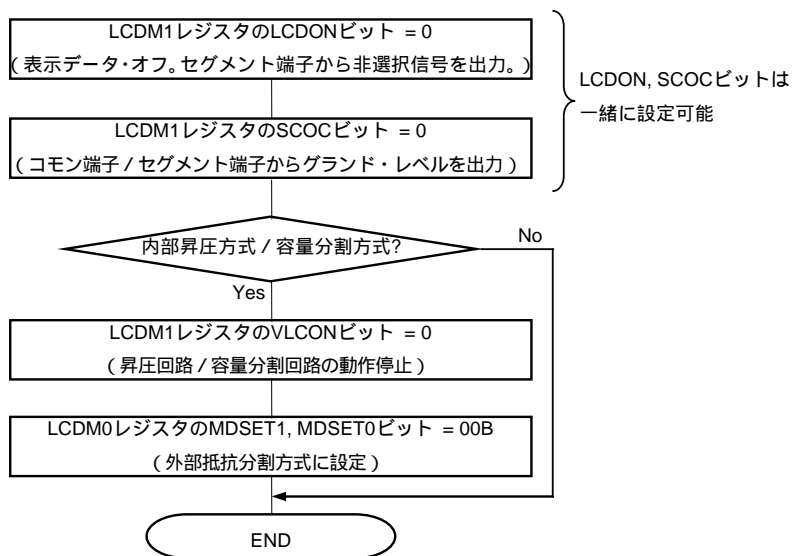 LCDM1レジスタのLCDONビット = 0
(表示データ・オフ。セグメント端子から非選択信号を出力。)
LCDM1レジスタのSCOCビット = 0
(コモン端子/セグメント端子からグランド・レベルを出力)
LCDON, SCOCビットは
一緒に設定可能
内部昇圧方式/容量分割方式?
No
Yes
LCDM1レジスタのVLCONビット = 0
(昇圧回路/容量分割回路の動作停止)
LCDM0レジスタのMDSET1, MDSET0ビット = 00B
(外部抵抗分割方式に設定)
END